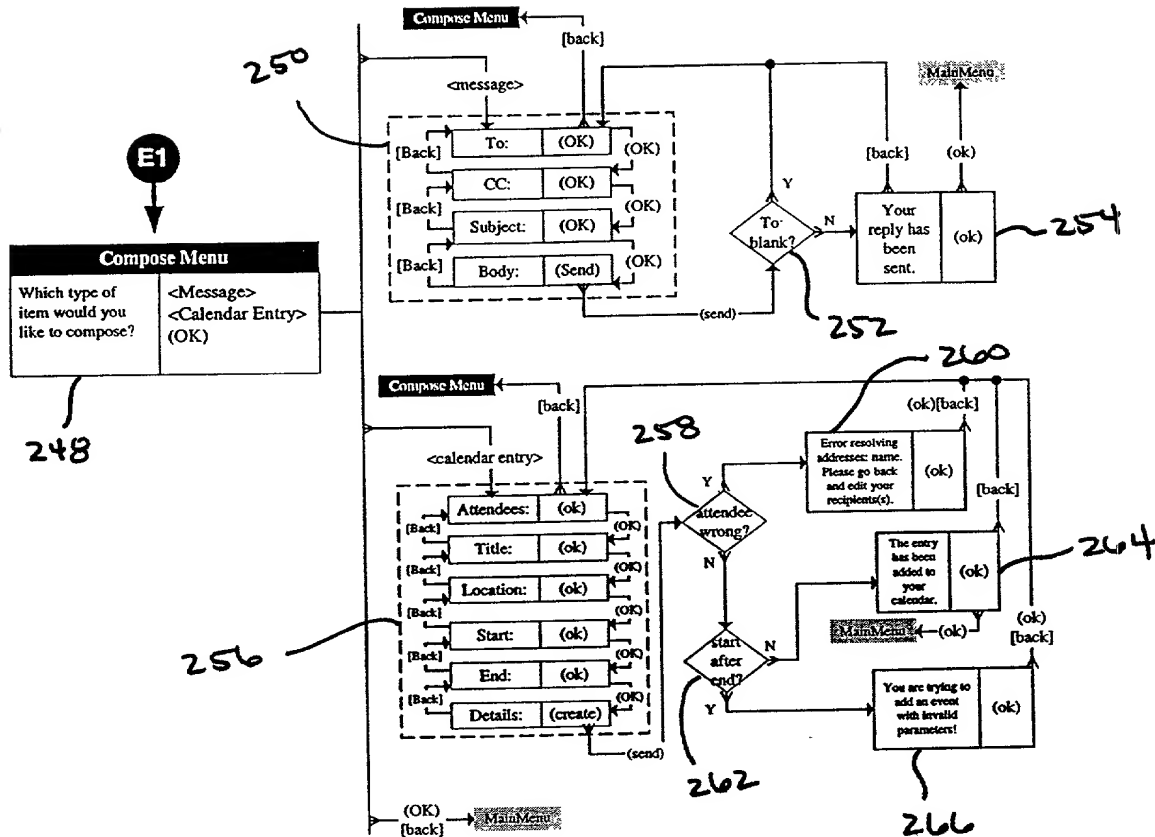 Compose Menu
[back]
250
<message>
MainMenu
E1
To:
(OK)
[Back]
(OK)
[back]
(ok)
CC:
(OK)
Y
[Back]
(OK)
Subject:
(OK)
To
blank?
N
Your
reply has
been
sent.
(ok)
254
[Back]
(OK)
Body:
(Send)
(send)
252
Compose Menu
Which type of
item would you
like to compose?
<Message>
<Calendar Entry>
(OK)
248
260
Compose Menu
[back]
(ok)[back]
258
<calendar entry>
Y
Error resolving
addresses: name.
Please go back
and edit your
recipients(s).
(ok)
[back]
Attendees:
(ok)
[Back]
(OK)
attendee
wrong?
Title:
(ok)
[Back]
(OK)
N
The entry
has been
added to
your
calendar.
(ok)
264
Location:
(ok)
[Back]
(OK)
MainMenu
(ok)
(ok)
[back]
Start:
(ok)
[Back]
(OK)
start
after
end?
N
256
End:
(ok)
[Back]
(OK)
Y
You are trying to
add an event
with invalid
parameters!
(ok)
Details:
(create)
(send)
262
(OK)
[back]
MainMenu
266